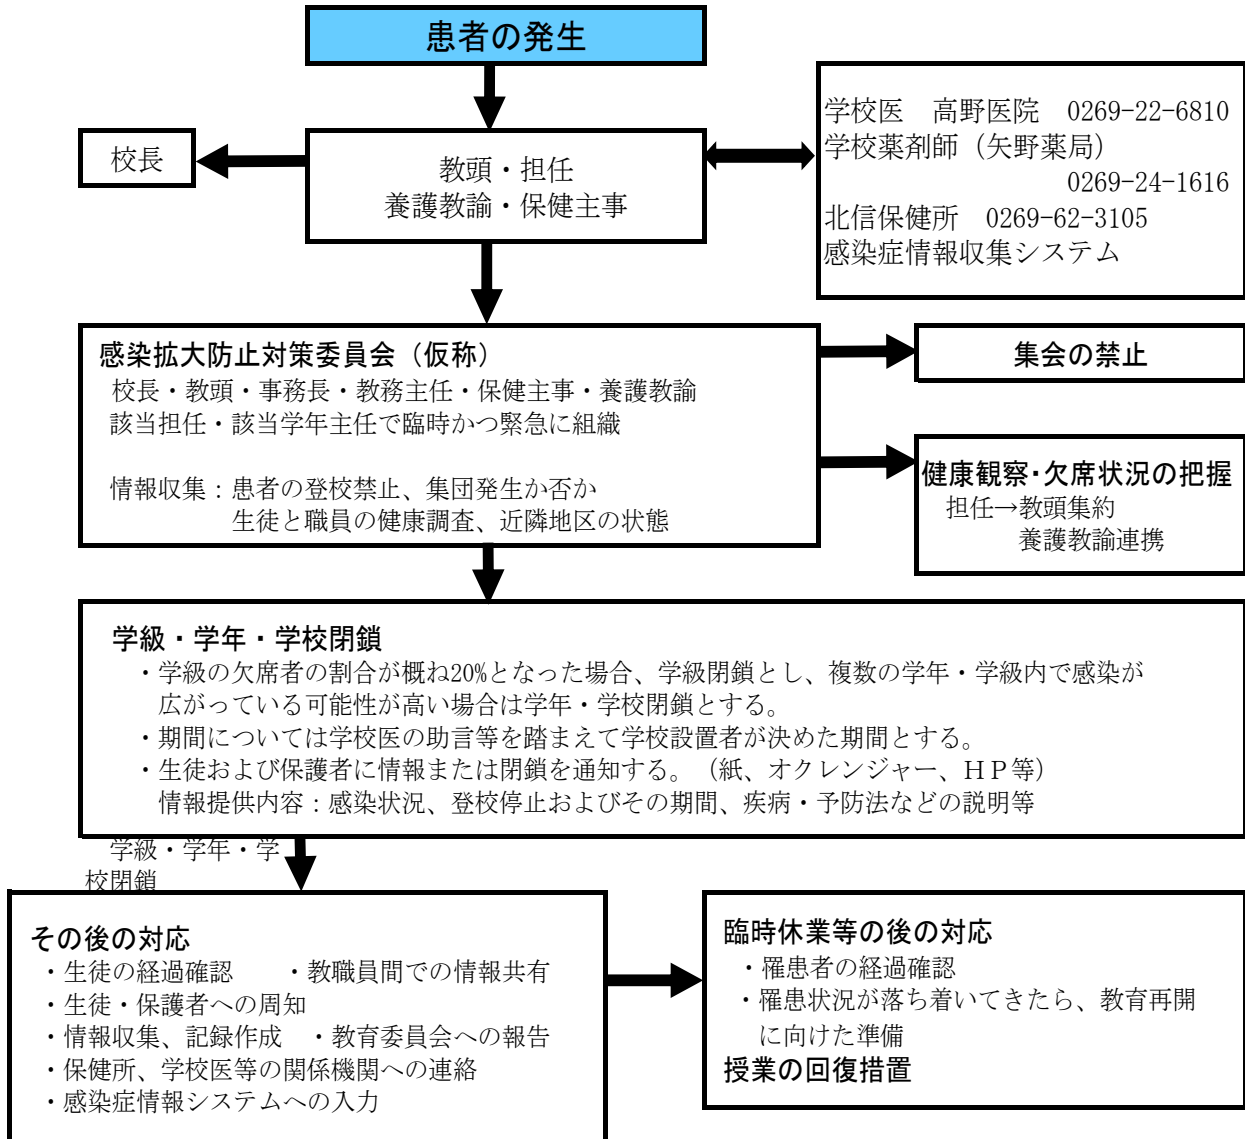 患者の発生
校長
教頭・担任
養護教諭・保健主事
学校医　高野医院　0269-22-6810
学校薬剤師（矢野薬局）
0269-24-1616
北信保健所　0269-62-3105
感染症情報収集システム
感染拡大防止対策委員会（仮称）
校長・教頭・事務長・教務主任・保健主事・養護教諭
該当担任・該当学年主任で臨時かつ緊急に組織
情報収集：患者の登校禁止、集団発生か否か
生徒と職員の健康調査、近隣地区の状態
集会の禁止
健康観察・欠席状況の把握
担任→教頭集約
養護教諭連携
学級・学年・学校閉鎖
・学級の欠席者の割合が概ね20%となった場合、学級閉鎖とし、複数の学年・学級内で感染が
広がっている可能性が高い場合は学年・学校閉鎖とする。
・期間については学校医の助言等を踏まえて学校設置者が決めた期間とする。
・生徒および保護者に情報または閉鎖を通知する。（紙、オクレンジャー、ＨＰ等）
情報提供内容：感染状況、登校停止およびその期間、疾病・予防法などの説明等
学級・学年・学
校閉鎖
その後の対応
・生徒の経過確認　　・教職員間での情報共有
・生徒・保護者への周知
・情報収集、記録作成　・教育委員会への報告
・保健所、学校医等の関係機関への連絡
・感染症情報システムへの入力
臨時休業等の後の対応
・罹患者の経過確認
・罹患状況が落ち着いてきたら、教育再開
に向けた準備
授業の回復措置